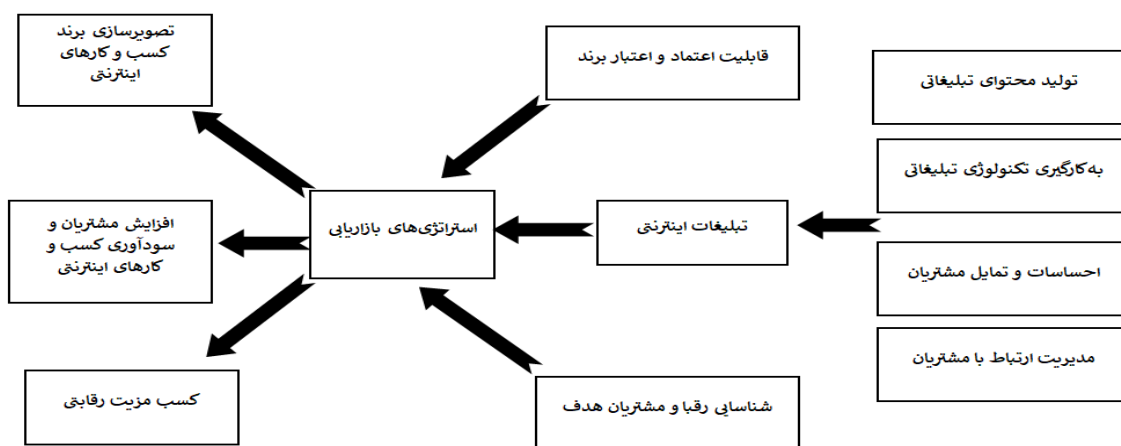 تولید محتوای تبلیغاتی
به‌کارگیری تکنولوژی تبلیغاتی
احساسات و تمایل مشتریان
مدیریت ارتباط با مشتریان
قابلیت اعتماد و اعتبار برند
تبلیغات اینترنتی
شناسایی رقبا و مشتریان هدف
استراتژی‌های بازاریابی
تصویرسازی برند
کسب و کارهای
اینترنتی
افزایش مشتریان و
سودآوری کسب و
کارهای اینترنتی
کسب مزیت رقابتی